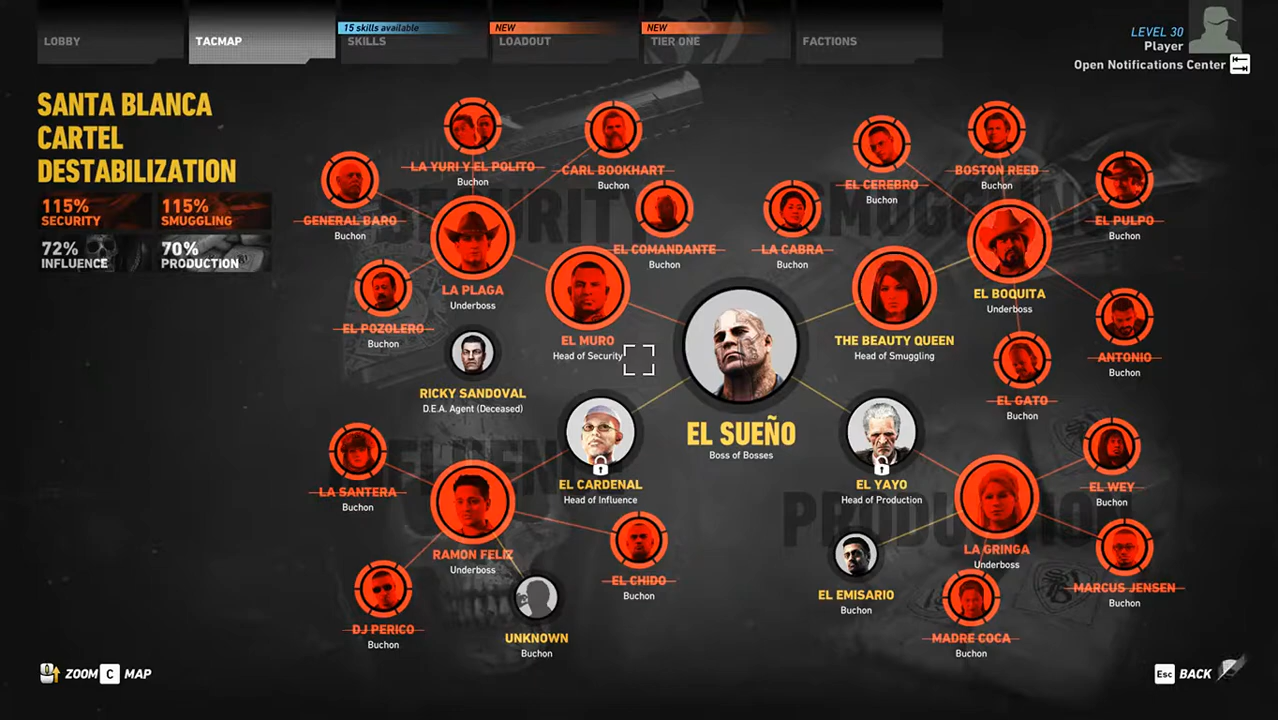 15 skills available
NEW
NEW
LOBBY
TACMAP
SKILLS
LOADOUT
TIER ONE
FACTIONS
LEVEL 30
Player
Open Notifications Center
SANTA BLANCA
CARTEL
DESTABILIZATION
115%
SECURITY
115%
SMUGGLING
72%
INFLUENCE
70%
PRODUCTION
SECURITY
SMUGGLING
INFLUENCE
PRODUCTION
LA YURI Y EL POLITO
Buchon
CARL BOOKHART
Buchon
GENERAL BARO
Buchon
EL COMANDANTE
Buchon
LA PLAGA
Underboss
EL POZOLERO
Buchon
EL MURO
Head of Security
RICKY SANDOVAL
D.E.A. Agent (Deceased)
EL CEREBRO
Buchon
BOSTON REED
Buchon
EL PULPO
Buchon
LA CABRA
Buchon
EL BOQUITA
Underboss
THE BEAUTY QUEEN
Head of Smuggling
ANTONIO
Buchon
EL GATO
Buchon
EL SUEÑO
Boss of Bosses
EL CARDENAL
Head of Influence
LA SANTERA
Buchon
RAMON FELIZ
Underboss
EL CHIDO
Buchon
DJ PERICO
Buchon
UNKNOWN
Buchon
EL YAYO
Head of Production
EL WEY
Buchon
LA GRINGA
Underboss
MARCUS JENSEN
Buchon
EL EMISARIO
Buchon
MADRE COCA
Buchon
ZOOM C MAP
Esc BACK